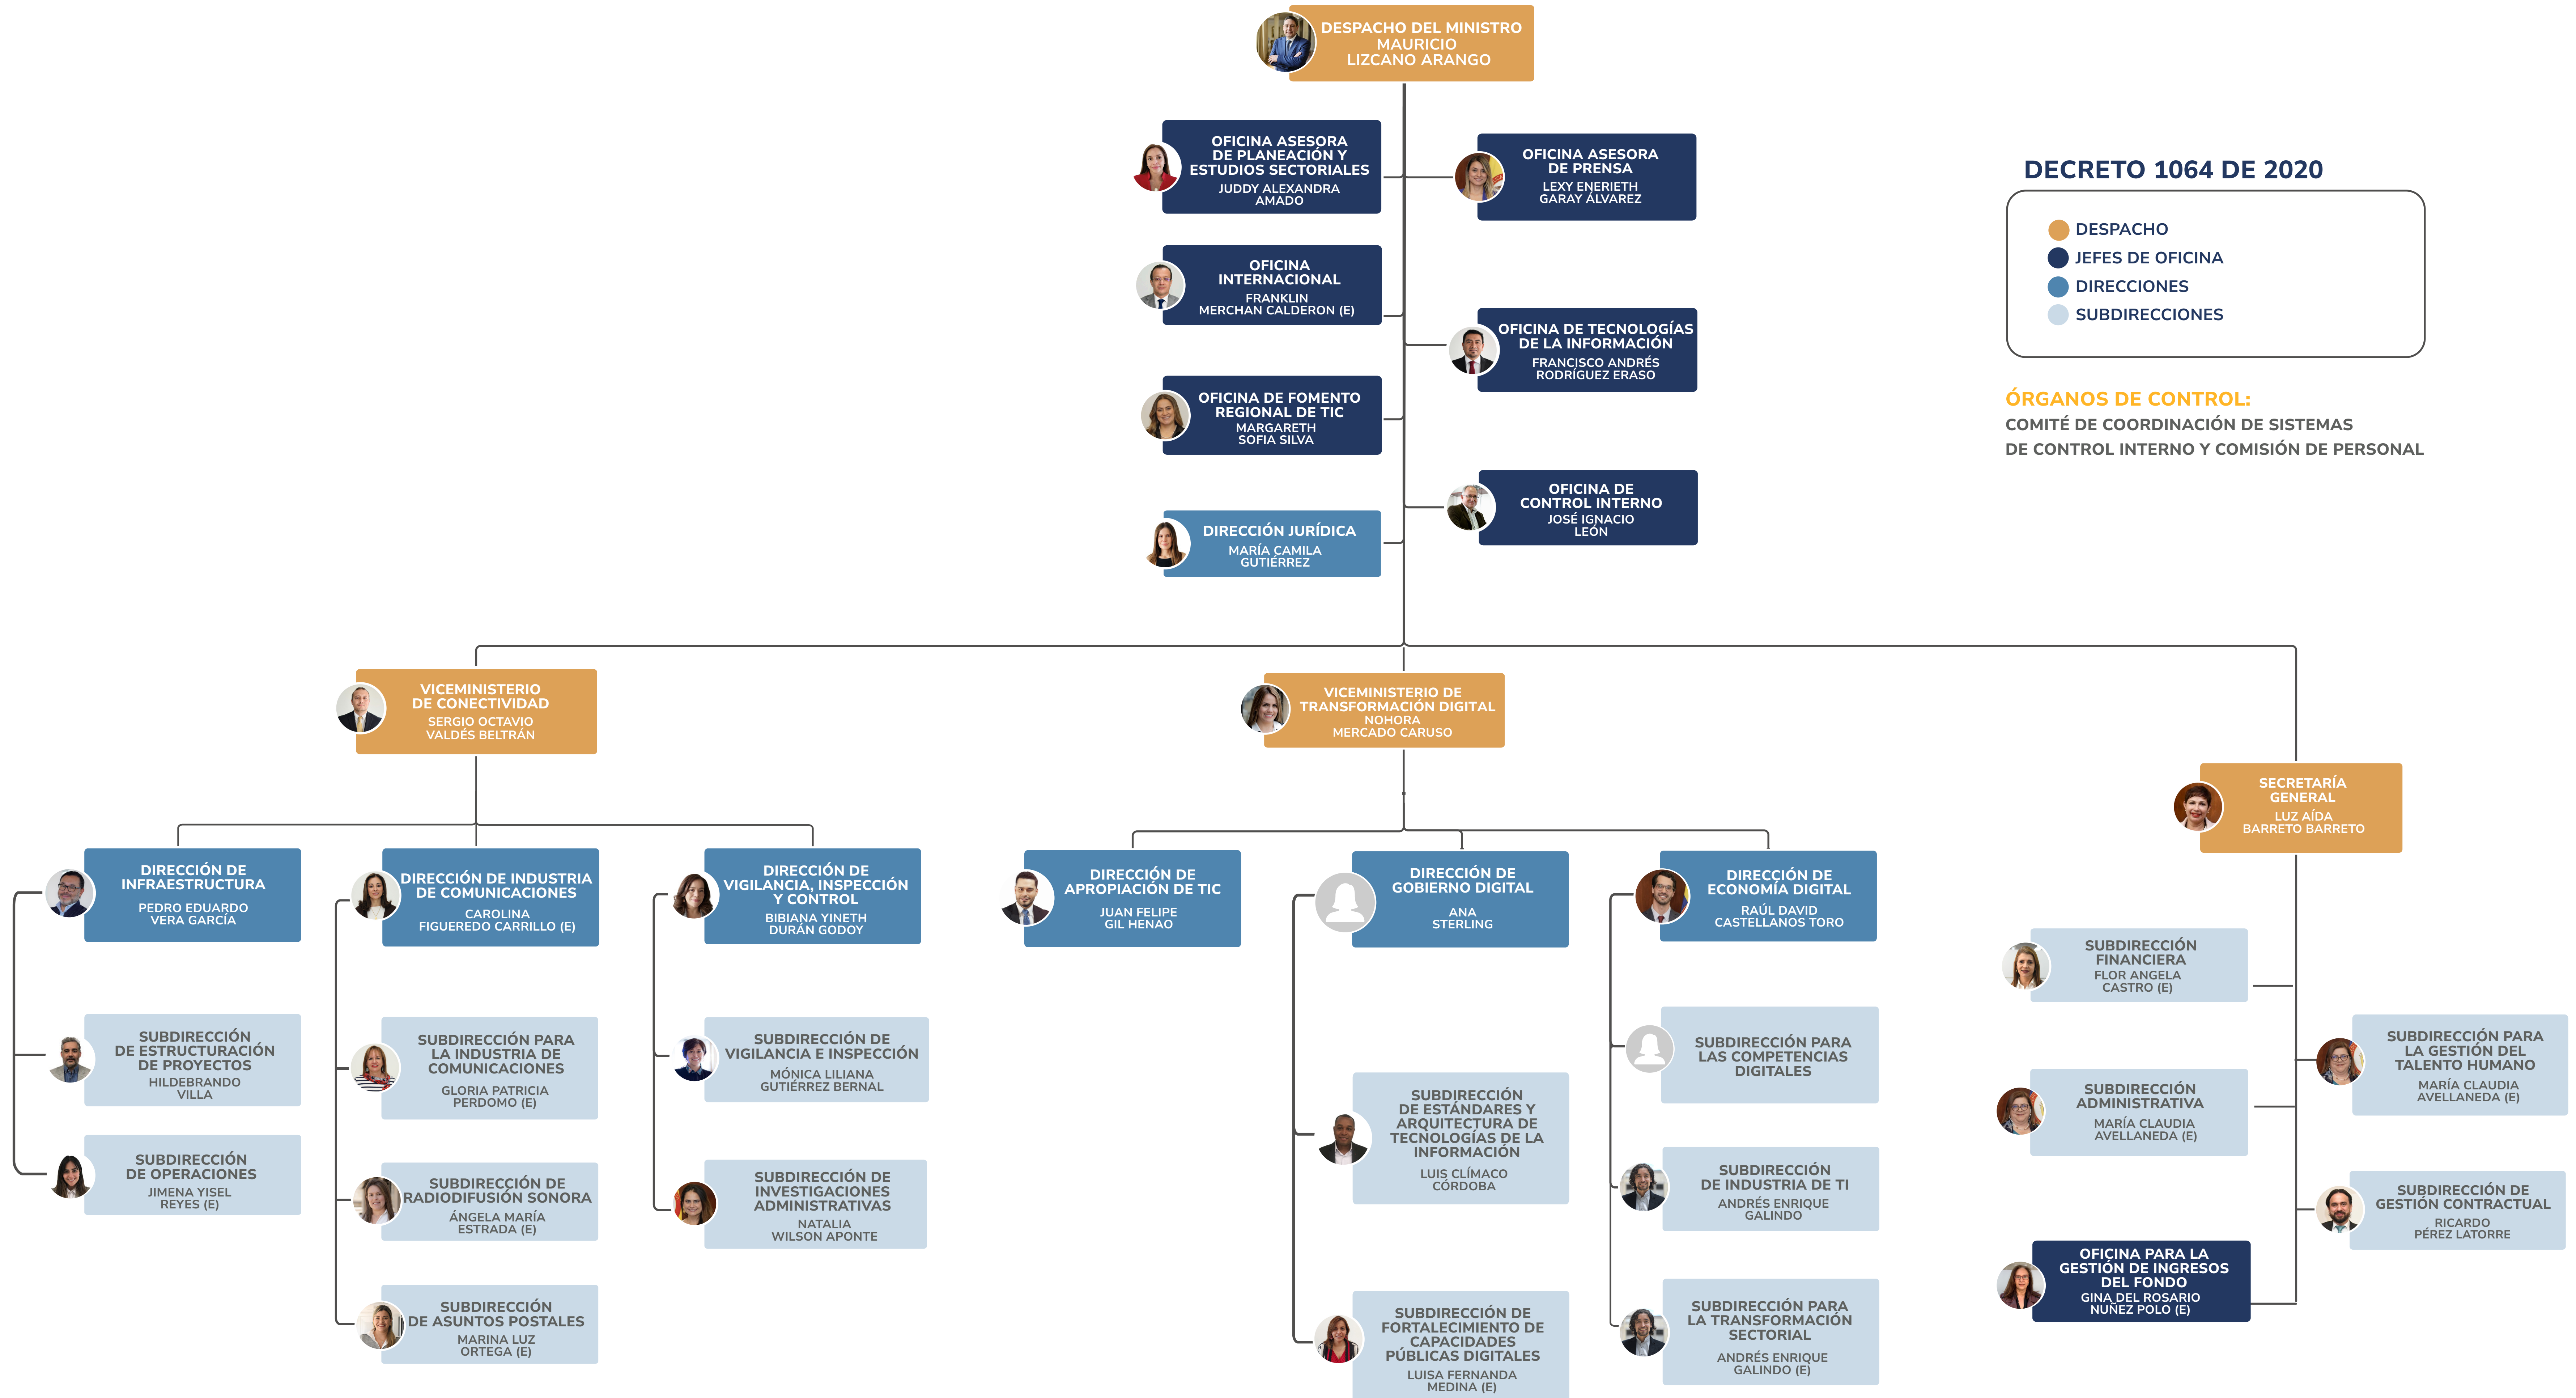 DESPACHO DEL MINISTRO
MAURICIO
LIZCANO ARANGO
OFICINA ASESORA
DE PLANEACIÓN Y
ESTUDIOS SECTORIALES
JUDDY ALEXANDRA
AMADO
OFICINA ASESORA
DE PRENSA
LEXY ENERIETH
GARAY ÁLVAREZ
OFICINA
INTERNACIONAL
FRANKLIN
MERCHAN CALDERON (E)
OFICINA DE TECNOLOGÍAS
DE LA INFORMACIÓN
FRANCISCO ANDRÉS
RODRÍGUEZ ERASO
OFICINA DE FOMENTO
REGIONAL DE TIC
MARGARETH
SOFIA SILVA
OFICINA DE
CONTROL INTERNO
JOSÉ IGNACIO
LEÓN
DIRECCIÓN JURÍDICA
MARÍA CAMILA
GUTIÉRREZ
DECRETO 1064 DE 2020
DESPACHO
JEFES DE OFICINA
DIRECCIONES
SUBDIRECCIONES
ÓRGANOS DE CONTROL:
COMITÉ DE COORDINACIÓN DE SISTEMAS
DE CONTROL INTERNO Y COMISIÓN DE PERSONAL
VICEMINISTERIO
DE CONECTIVIDAD
SERGIO OCTAVIO
VALDÉS BELTRÁN
VICEMINISTERIO DE
TRANSFORMACIÓN DIGITAL
NOHORA
MERCADO CARUSO
SECRETARÍA
GENERAL
LUZ AÍDA
BARRETO BARRETO
DIRECCIÓN DE
INFRAESTRUCTURA
PEDRO EDUARDO
VERA GARCÍA
SUBDIRECCIÓN
DE ESTRUCTURACIÓN
DE PROYECTOS
HILDEBRANDO
VILLA
SUBDIRECCIÓN
DE OPERACIONES
JIMENA YISEL
REYES (E)
DIRECCIÓN DE INDUSTRIA
DE COMUNICACIONES
CAROLINA
FIGUEREDO CARRILLO (E)
SUBDIRECCIÓN PARA
LA INDUSTRIA DE
COMUNICACIONES
GLORIA PATRICIA
PERDOMO (E)
SUBDIRECCIÓN DE
RADIODIFUSIÓN SONORA
ÁNGELA MARÍA
ESTRADA (E)
SUBDIRECCIÓN
DE ASUNTOS POSTALES
MARINA LUZ
ORTEGA (E)
DIRECCIÓN DE
VIGILANCIA, INSPECCIÓN
Y CONTROL
BIBIANA YINETH
DURÁN GODOY
SUBDIRECCIÓN DE
VIGILANCIA E INSPECCIÓN
MÓNICA LILIANA
GUTIÉRREZ BERNAL
SUBDIRECCIÓN DE
INVESTIGACIONES
ADMINISTRATIVAS
NATALIA
WILSON APONTE
DIRECCIÓN DE
APROPIACIÓN DE TIC
JUAN FELIPE
GIL HENAO
DIRECCIÓN DE
GOBIERNO DIGITAL
ANA
STERLING
SUBDIRECCIÓN
DE ESTÁNDARES Y
ARQUITECTURA DE
TECNOLOGÍAS DE LA
INFORMACIÓN
LUIS CLÍMACO
CÓRDOBA
SUBDIRECCIÓN DE
FORTALECIMIENTO DE
CAPACIDADES
PÚBLICAS DIGITALES
LUISA FERNANDA
MEDINA (E)
DIRECCIÓN DE
ECONOMÍA DIGITAL
RAÚL DAVID
CASTELLANOS TORO
SUBDIRECCIÓN PARA
LAS COMPETENCIAS
DIGITALES
SUBDIRECCIÓN
DE INDUSTRIA DE TI
ANDRÉS ENRIQUE
GALINDO
SUBDIRECCIÓN PARA
LA TRANSFORMACIÓN
SECTORIAL
ANDRÉS ENRIQUE
GALINDO (E)
SUBDIRECCIÓN
FINANCIERA
FLOR ANGELA
CASTRO (E)
SUBDIRECCIÓN PARA
LA GESTIÓN DEL
TALENTO HUMANO
MARÍA CLAUDIA
AVELLANEDA (E)
SUBDIRECCIÓN
ADMINISTRATIVA
MARÍA CLAUDIA
AVELLANEDA (E)
SUBDIRECCIÓN DE
GESTIÓN CONTRACTUAL
RICARDO
PÉREZ LATORRE
OFICINA PARA LA
GESTIÓN DE INGRESOS
DEL FONDO
GINA DEL ROSARIO
NUÑEZ POLO (E)